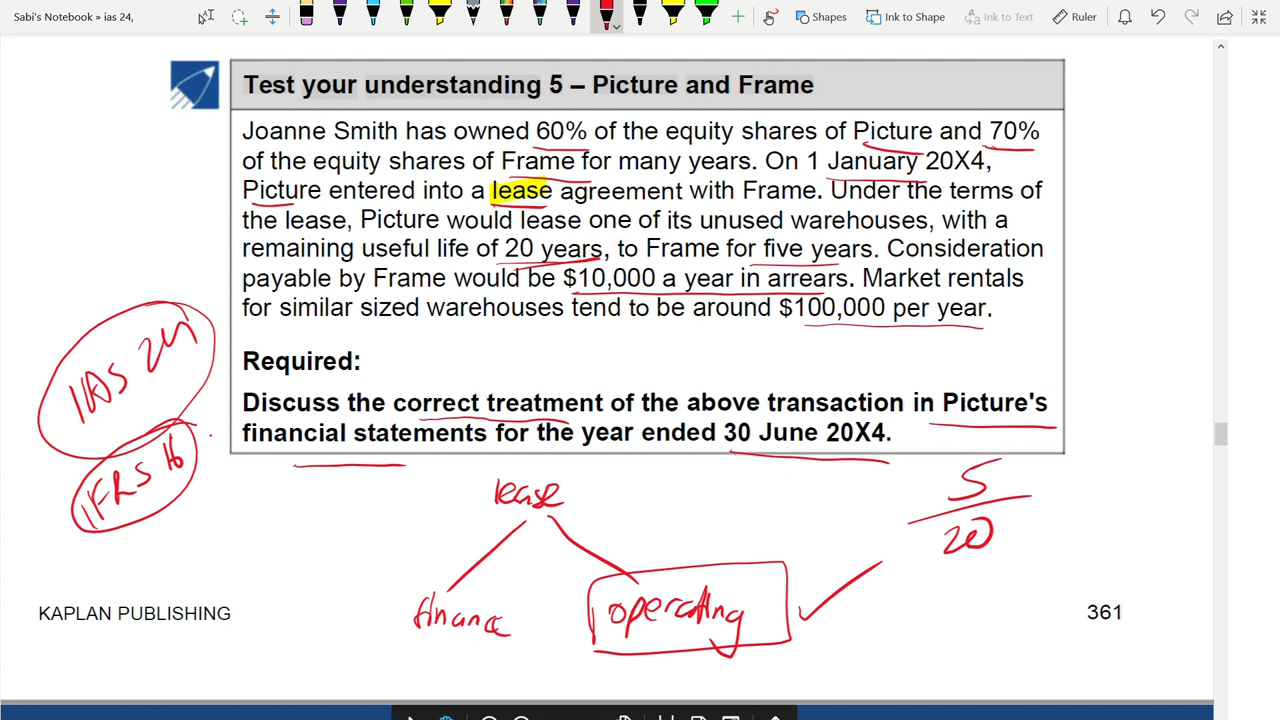 Sabi's Notebook » ias 24,
Shapes
Ink to Shape
Ink to Text
Ruler
Test your understanding 5 – Picture and Frame
Joanne Smith has owned 60% of the equity shares of Picture and 70%
of the equity shares of Frame for many years. On 1 January 20X4,
Picture entered into a lease agreement with Frame. Under the terms of
the lease, Picture would lease one of its unused warehouses, with a
remaining useful life of 20 years, to Frame for five years. Consideration
payable by Frame would be $10,000 a year in arrears. Market rentals
for similar sized warehouses tend to be around $100,000 per year.
Required:
Discuss the correct treatment of the above transaction in Picture's
financial statements for the year ended 30 June 20X4.
IAS 24
IFRS 16
lease
5
20
finance
operating
KAPLAN PUBLISHING
361